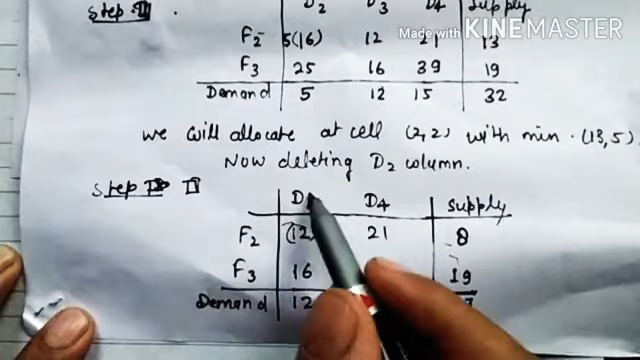 Step-I D2 D3 D4 Supply
Made with KINEMASTER
F2 5(16) 12 21 13
F3 25 16 39 19
Demand 5 12 15 32
we will allocate at cell (2,2) with min. (13,5).
Now deleting D2 column.
Step II
D4 Supply
F2 (12) 21 8
F3 16 19
Demand 12